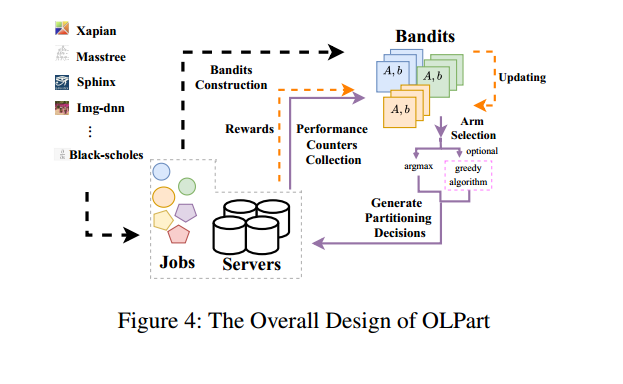 Xapian
Masstree
Sphinx
Img-dnn
⋮
Black-scholes
Bandits
Construction
Rewards
Performance
Counters
Collection
Bandits
A, b
A, b
A, b
Updating
Arm
Selection
optional
argmax
greedy
algorithm
Generate
Partitioning
Decisions
Jobs
Servers
Figure 4: The Overall Design of OLPart